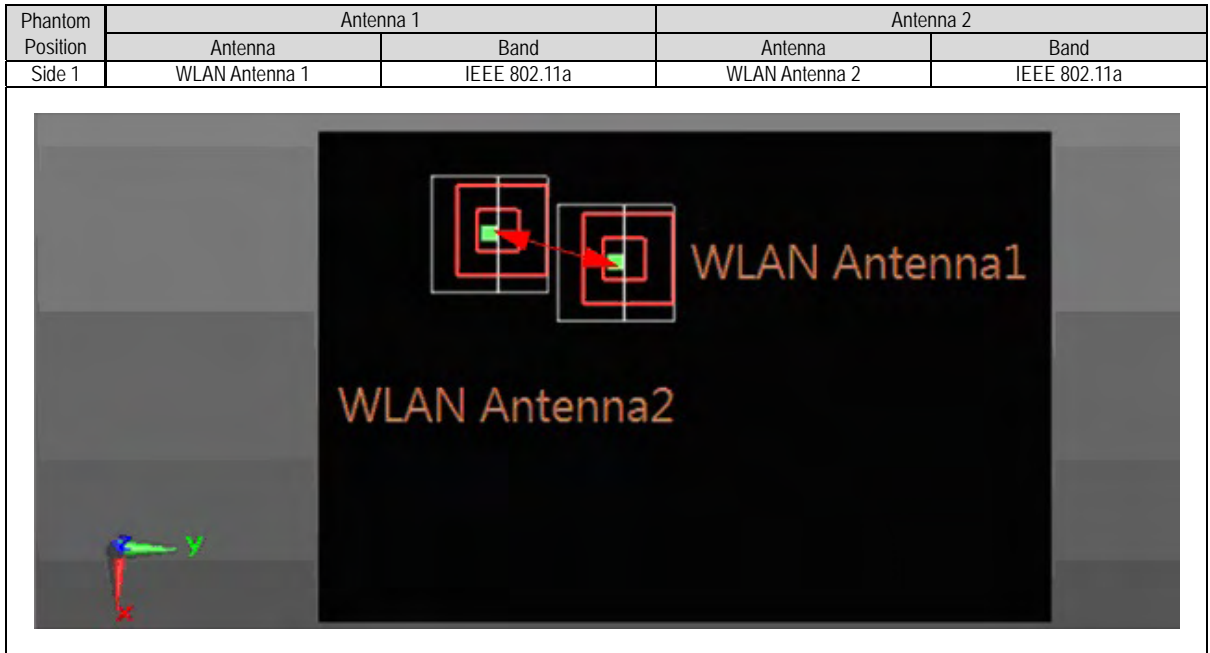 Phantom Position Antenna 1 Antenna 2
Antenna Band Antenna Band
Side 1 WLAN Antenna 1 IEEE 802.11a WLAN Antenna 2 IEEE 802.11a
WLAN Antenna1
WLAN Antenna2
z y
x